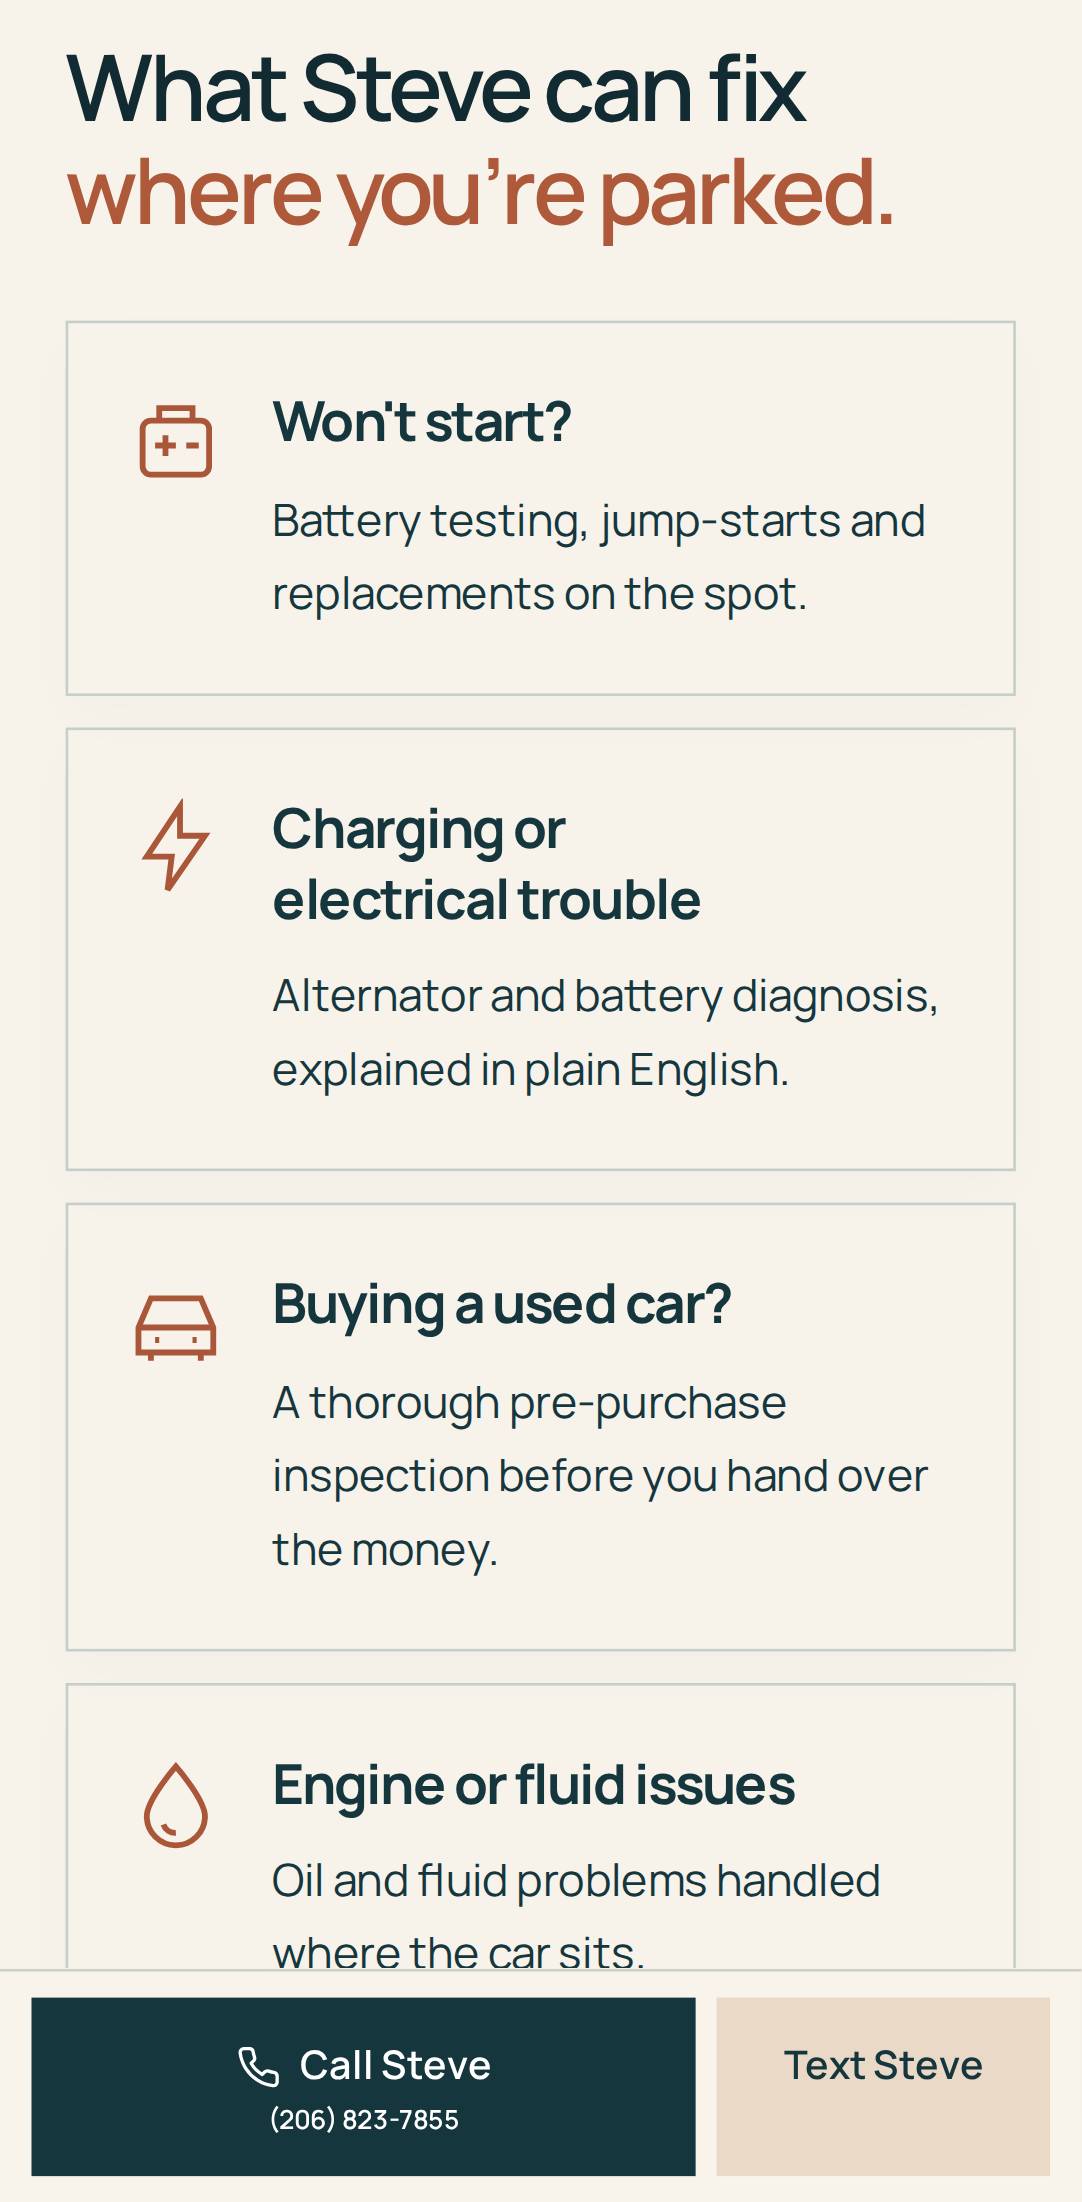 What Steve can fix
where you’re parked.
Won't start?
Battery testing, jump-starts and
replacements on the spot.
Charging or
electrical trouble
Alternator and battery diagnosis,
explained in plain English.
Buying a used car?
A thorough pre-purchase
inspection before you hand over
the money.
Engine or fluid issues
Oil and fluid problems handled
where the car sits.
Call Steve
(206) 823-7855
Text Steve